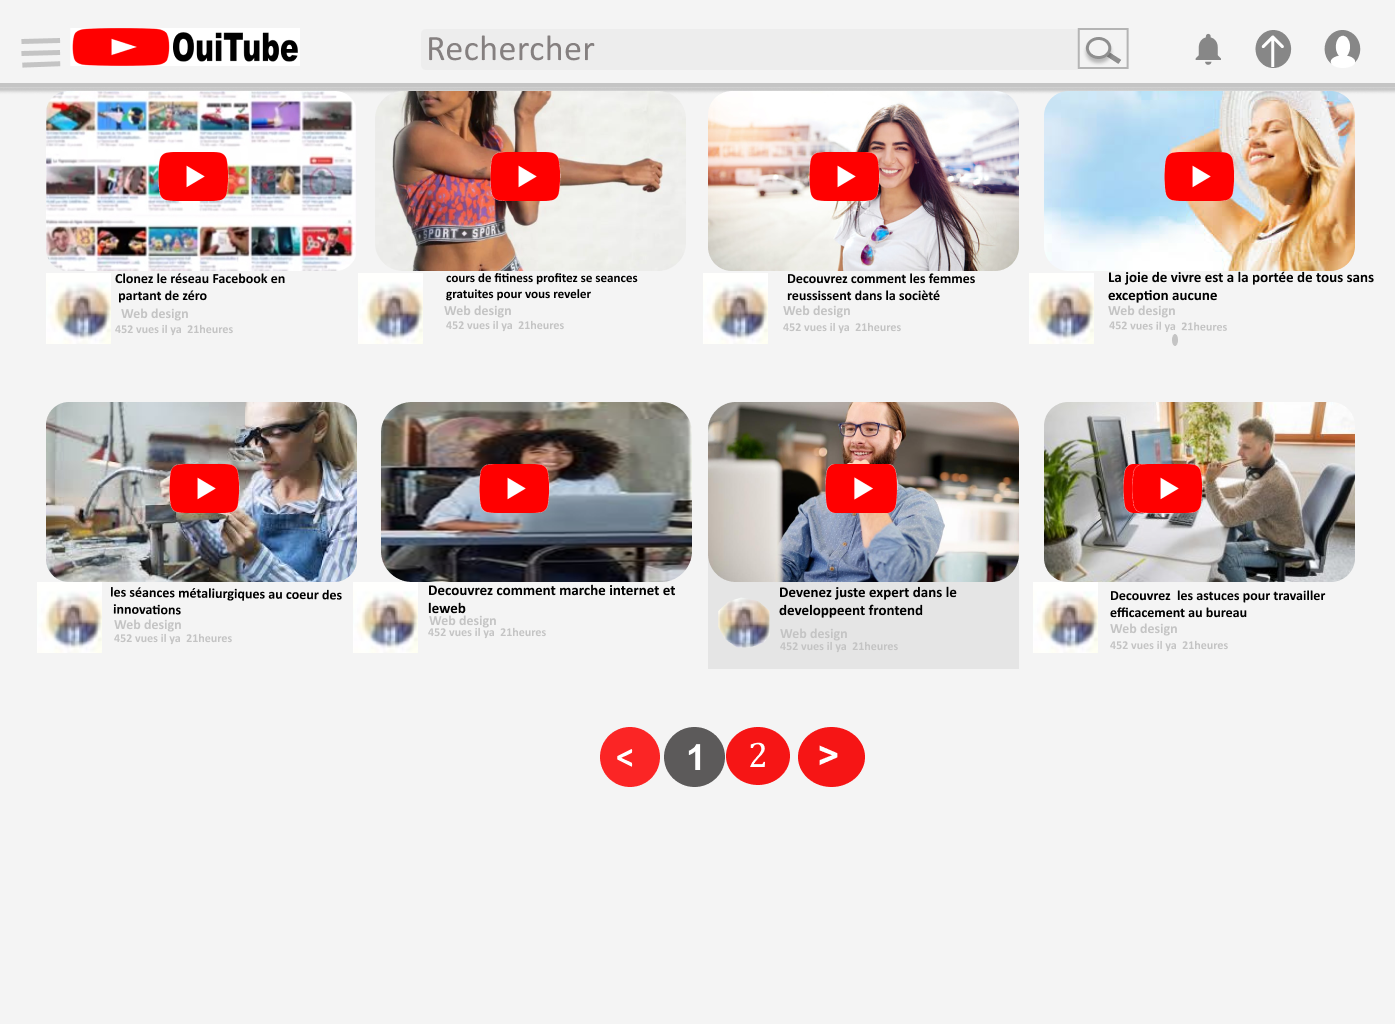 OuiTube
Rechercher
SPORT SPORT
Clonez le réseau Facebook en
partant de zéro
Web design
452 vues il ya 21heures
cours de fitiness profitez se seances
gratuites pour vous reveler
Web design
452 vues il ya 21heures
Decouvrez comment les femmes
reussissent dans la socièté
Web design
452 vues il ya 21heures
La joie de vivre est a la portée de tous sans
exception aucune
Web design
452 vues il ya 21heures
les séances métaliurgiques au coeur des
innovations
Web design
452 vues il ya 21heures
Decouvrez comment marche internet et
leweb
Web design
452 vues il ya 21heures
Devenez juste expert dans le
developpeent frontend
Web design
452 vues il ya 21heures
Decouvrez les astuces pour travailler
efficacement au bureau
Web design
452 vues il ya 21heures
< 1 2 >